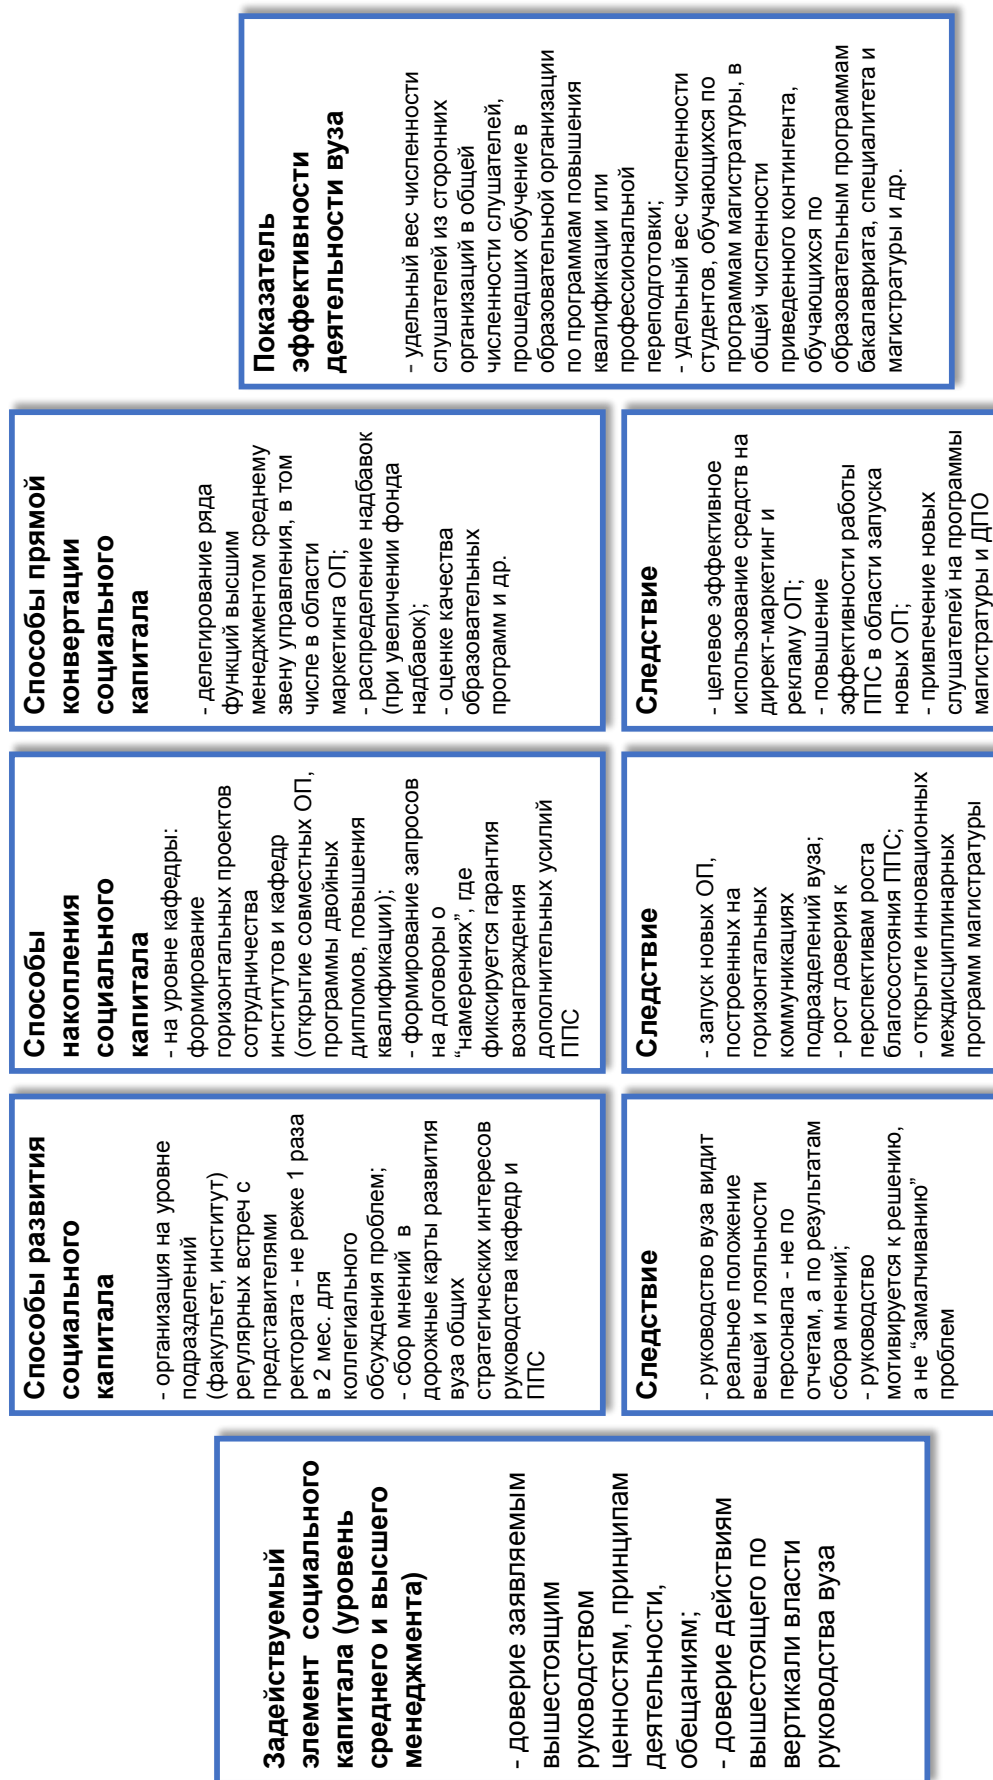 Задействуемый
элемент социального
капитала (уровень
среднего и высшего
менеджмента)
- доверие заявляемым
вышестоящим
руководством
ценностям, принципам
деятельности,
обещаниям;
- доверие действиям
вышестоящего по
вертикали власти
руководства вуза
Способы развития
социального
капитала
- организация на уровне
подразделений
(факультет, институт)
регулярных встреч с
представителями
ректората - не реже 1 раза
в 2 мес. для
коллегиального
обсуждения проблем;
- сбор мнений в
дорожные карты развития
вуза общих
стратегических интересов
руководства кафедр и
ППС
Следствие
- руководство вуза видит
реальное положение
вещей и лояльности
персонала - не по
отчетам, а по результатам
сбора мнений;
- руководство
мотивируется к решению,
а не “замалчиванию”
проблем
Способы
накопления
социального
капитала
- на уровне кафедры:
формирование
горизонтальных проектов
сотрудничества
институтов и кафедр
(открытие совместных ОП,
программы двойных
дипломов, повышения
квалификации);
- формирование запросов
на договоры о
“намерениях”, где
фиксируется гарантия
вознаграждения
дополнительных усилий
ППС
Следствие
- запуск новых ОП,
построенных на
горизонтальных
коммуникациях
подразделений вуза;
- рост доверия к
перспективам роста
благосостояния ППС;
- открытие инновационных
междисциплинарных
программ магистратуры
Способы прямой
конвертации
социального
капитала
- делегирование ряда
функций высшим
менеджментом среднему
звену управления, в том
числе в области
маркетинга ОП;
- распределение надбавок
(при увеличении фонда
надбавок);
- оценке качества
образовательных
программ и др.
Следствие
- целевое эффективное
использование средств на
директ-маркетинг и
рекламу ОП;
- повышение
эффективности работы
ППС в области запуска
новых ОП;
- привлечение новых
слушателей на программы
магистратуры и ДПО
Показатель
эффективности
деятельности вуза
- удельный вес численности
слушателей из сторонних
организаций в общей
численности слушателей,
прошедших обучение в
образовательной организации
по программам повышения
квалификации или
профессиональной
переподготовки;
- удельный вес численности
студентов, обучающихся по
программам магистратуры, в
общей численности
приведенного контингента,
обучающихся по
образовательным программам
бакалавриата, специалитета и
магистратуры и др.